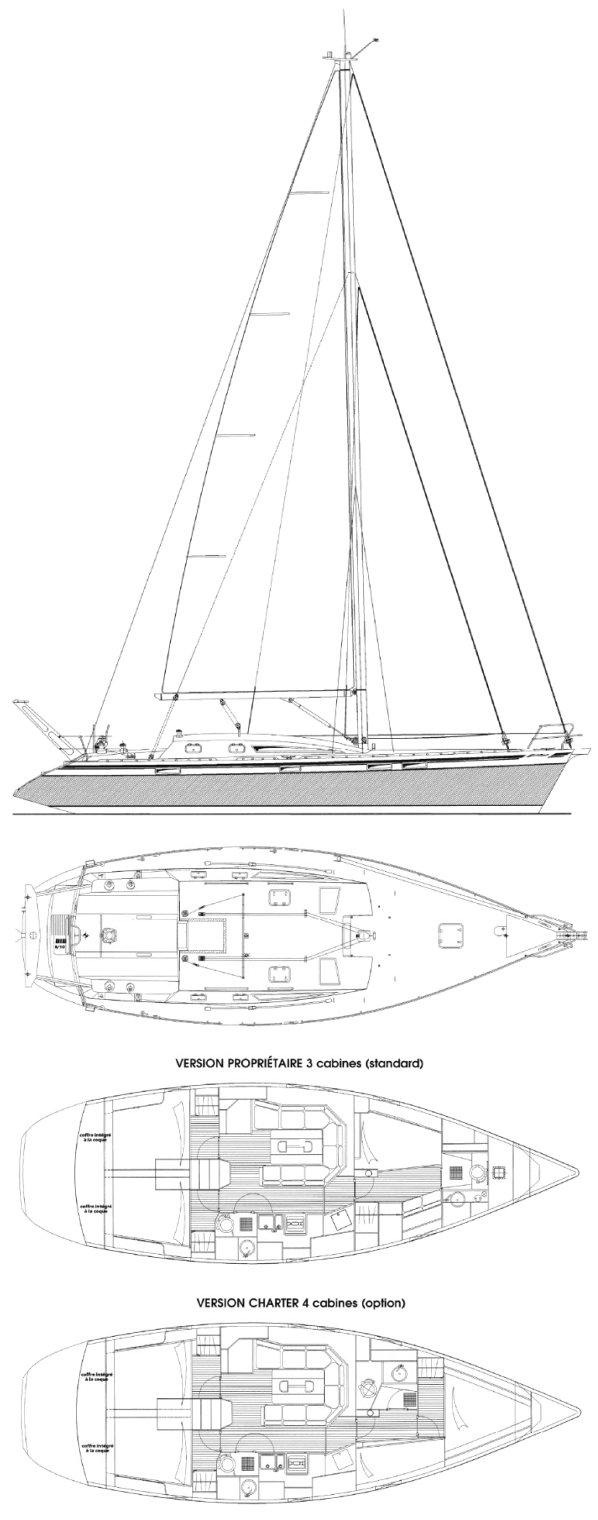 VERSION PROPRIÉTAIRE 3 cabines (standard)
coffre intégré
à la coque
coffre intégré
à la coque
VERSION CHARTER 4 cabines (option)
coffre intégré
à la coque
coffre intégré
à la coque